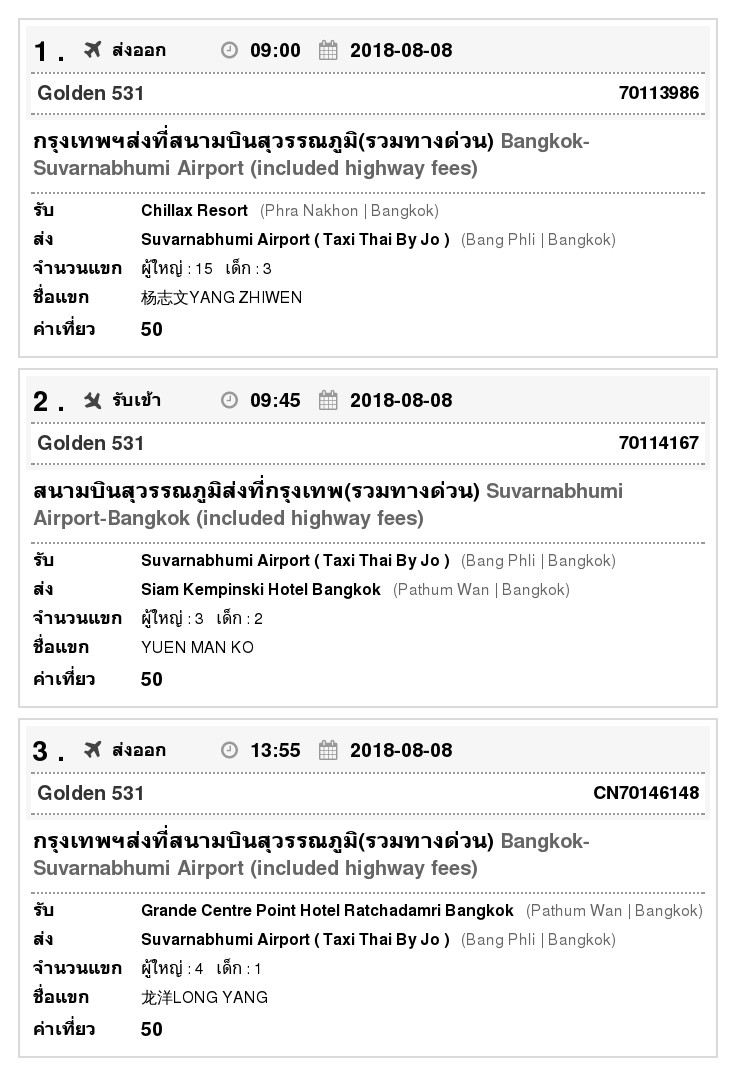 1 . ส่งออก 09:00 2018-08-08
Golden 531 70113986
กรุงเทพฯส่งที่สนามบินสุวรรณภูมิ(รวมทางด่วน) Bangkok-
Suvarnabhumi Airport (included highway fees)
รับ Chillax Resort (Phra Nakhon | Bangkok)
ส่ง Suvarnabhumi Airport ( Taxi Thai By Jo ) (Bang Phli | Bangkok)
จำนวนแขก ผู้ใหญ่ : 15 เด็ก : 3
ชื่อแขก 杨志文YANG ZHIWEN
ค่าเที่ยว 50
2 . รับเข้า 09:45 2018-08-08
Golden 531 70114167
สนามบินสุวรรณภูมิส่งที่กรุงเทพ(รวมทางด่วน) Suvarnabhumi
Airport-Bangkok (included highway fees)
รับ Suvarnabhumi Airport ( Taxi Thai By Jo ) (Bang Phli | Bangkok)
ส่ง Siam Kempinski Hotel Bangkok (Pathum Wan | Bangkok)
จำนวนแขก ผู้ใหญ่ : 3 เด็ก : 2
ชื่อแขก YUEN MAN KO
ค่าเที่ยว 50
3 . ส่งออก 13:55 2018-08-08
Golden 531 CN70146148
กรุงเทพฯส่งที่สนามบินสุวรรณภูมิ(รวมทางด่วน) Bangkok-
Suvarnabhumi Airport (included highway fees)
รับ Grande Centre Point Hotel Ratchadamri Bangkok (Pathum Wan | Bangkok)
ส่ง Suvarnabhumi Airport ( Taxi Thai By Jo ) (Bang Phli | Bangkok)
จำนวนแขก ผู้ใหญ่ : 4 เด็ก : 1
ชื่อแขก 龙洋LONG YANG
ค่าเที่ยว 50